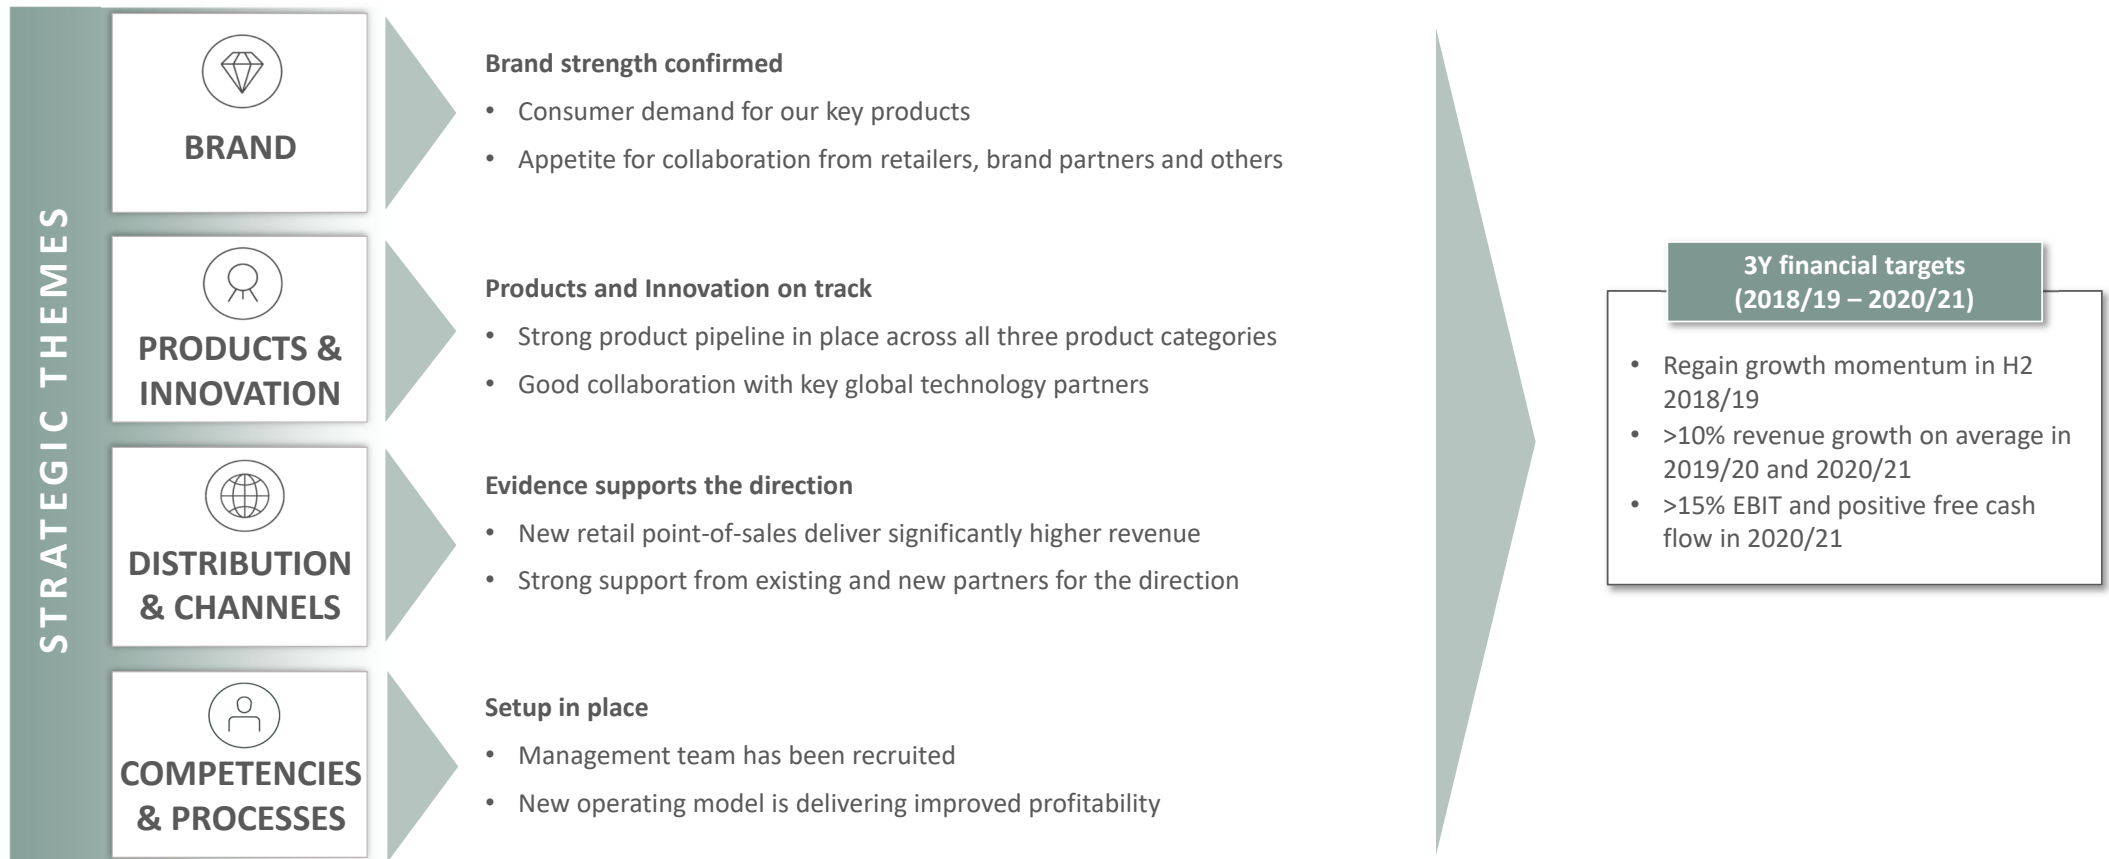 STRATEGIC THEMES
BRAND
Brand strength confirmed
• Consumer demand for our key products
• Appetite for collaboration from retailers, brand partners and others
PRODUCTS &
INNOVATION
Products and Innovation on track
• Strong product pipeline in place across all three product categories
• Good collaboration with key global technology partners
DISTRIBUTION
& CHANNELS
Evidence supports the direction
• New retail point-of-sales deliver significantly higher revenue
• Strong support from existing and new partners for the direction
COMPETENCIES
& PROCESSES
Setup in place
• Management team has been recruited
• New operating model is delivering improved profitability
3Y financial targets
(2018/19 – 2020/21)
• Regain growth momentum in H2
2018/19
• >10% revenue growth on average in
2019/20 and 2020/21
• >15% EBIT and positive free cash
flow in 2020/21